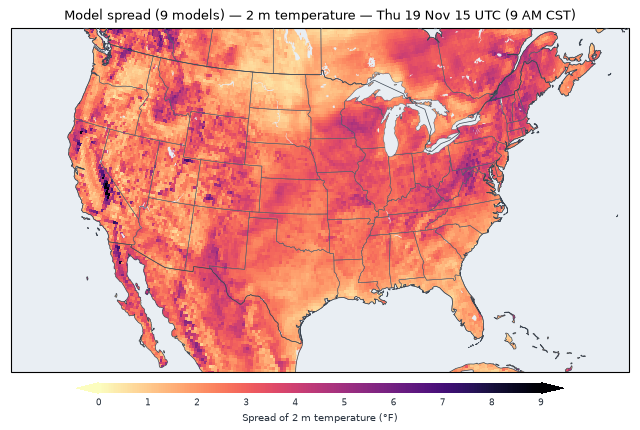 Model spread (9 models) — 2 m temperature — Thu 19 Nov 15 UTC (9 AM CST)
0 1 2 3 4 5 6 7 8 9
Spread of 2 m temperature (°F)